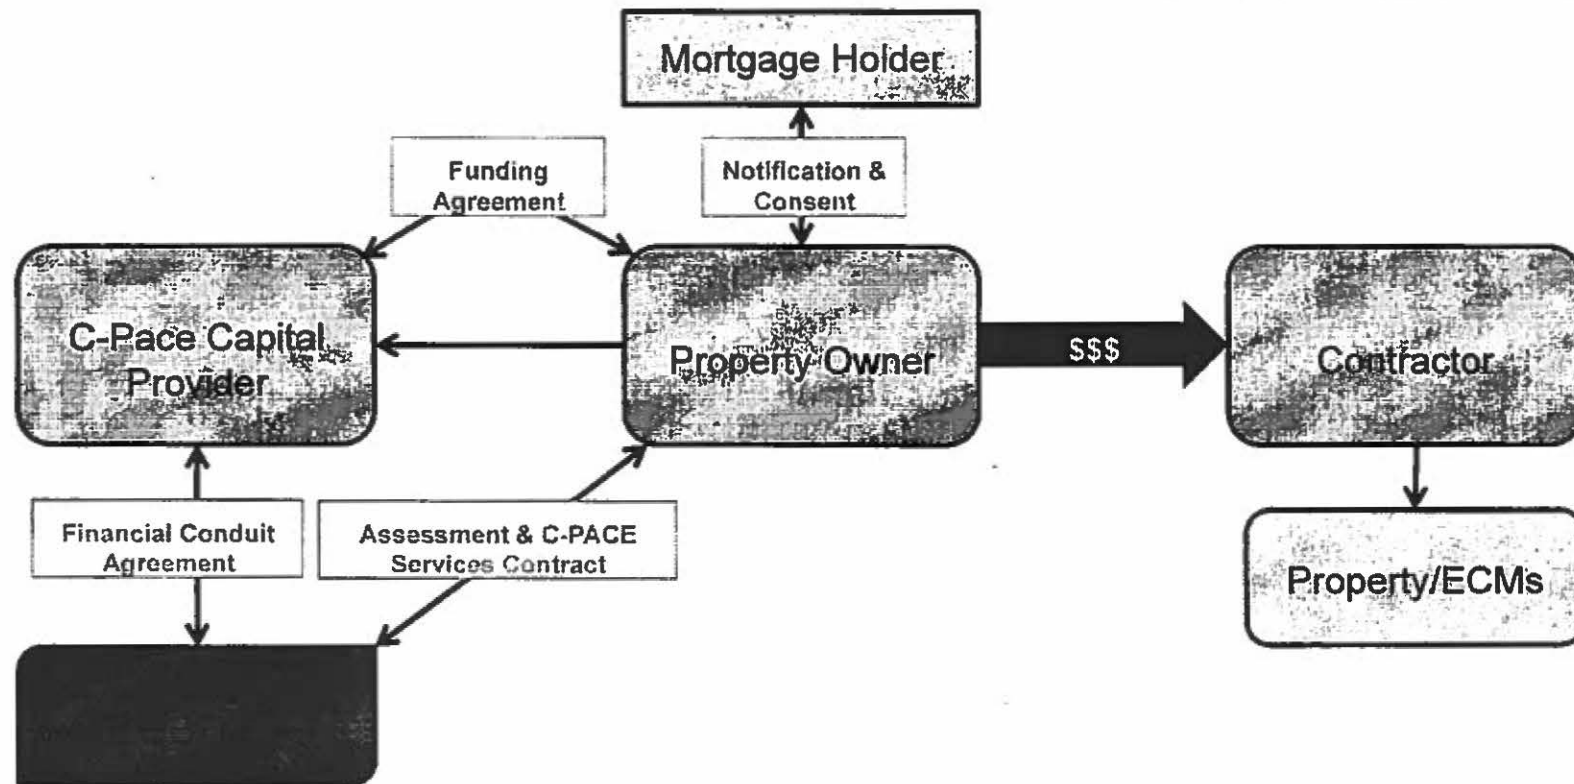 Mortgage Holder
Funding
Agreement
Notification &
Consent
C-Pace Capital
Provider
Property Owner
$$$
Contractor
Financial Conduit
Agreement
Assessment & C-PACE
Services Contract
Property/ECMs